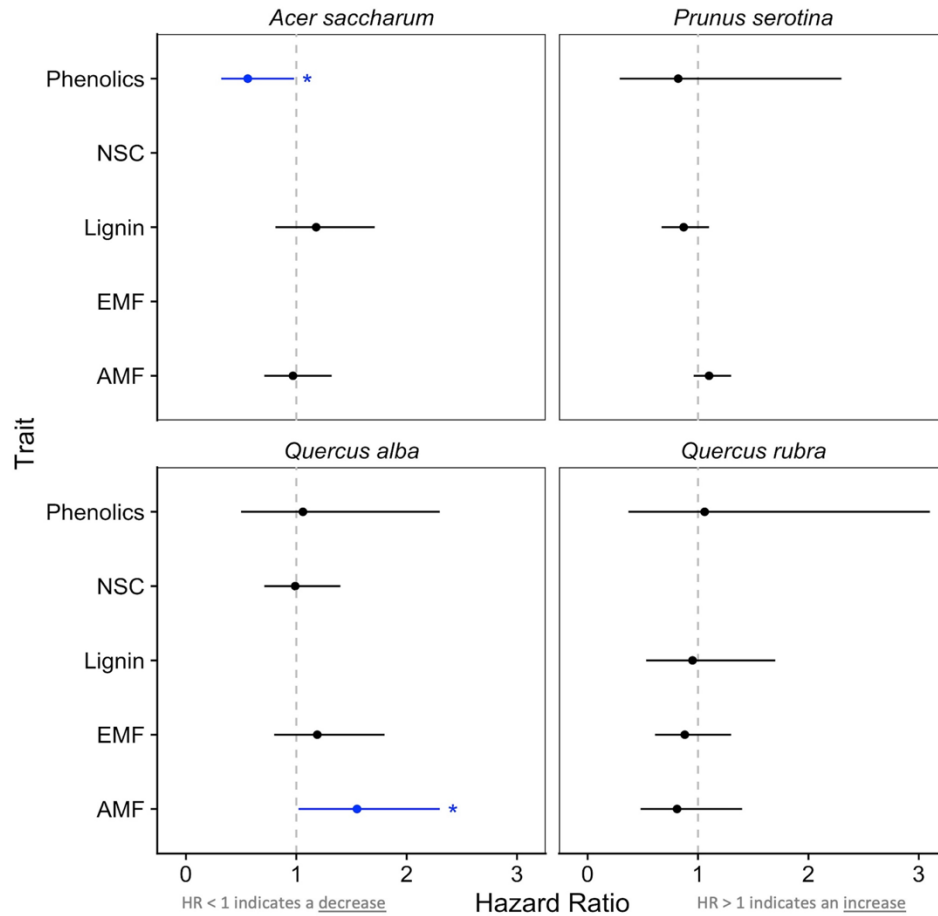 Acer saccharum
Prunus serotina
Phenolics
NSC
Lignin
EMF
AMF
Trait
Quercus alba
Quercus rubra
Phenolics
*
NSC
Lignin
EMF
AMF
*
0 1 2 3
0 1 2 3
HR < 1 indicates a decrease
Hazard Ratio
HR > 1 indicates an increase